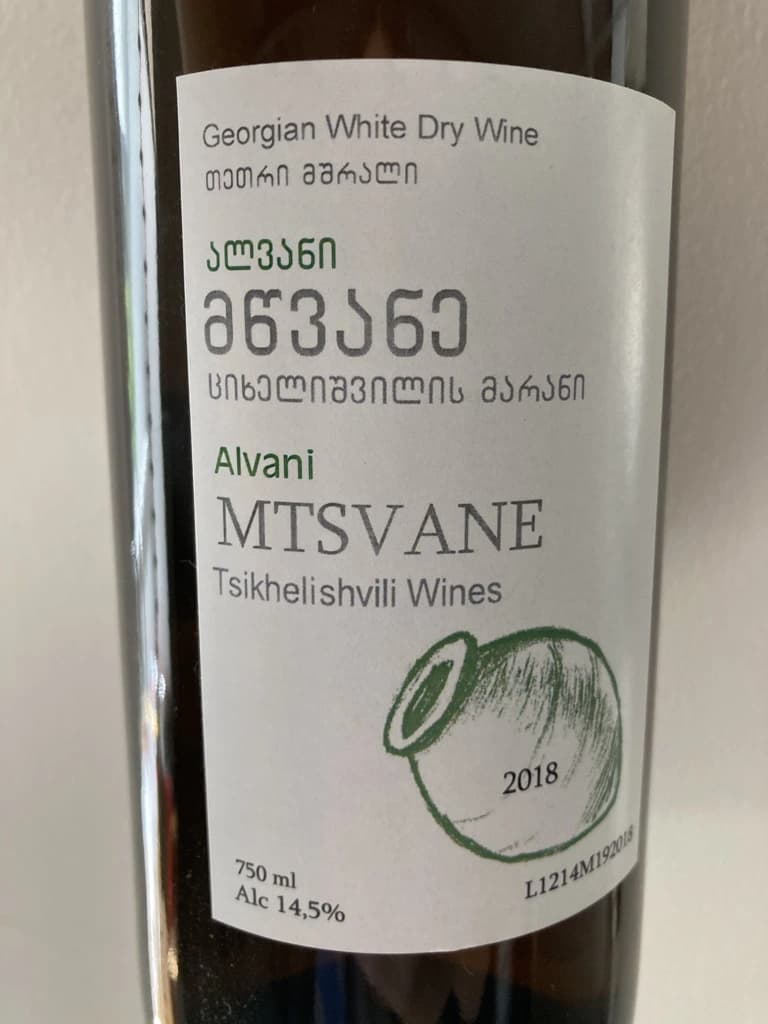 Georgian White Dry Wine
თეთრი მშრალი
ალვანი
მწვანე
ციხელიშვილის მარანი
Alvani
MTSVANE
Tsikhelishvili Wines
2018
750 ml
Alc 14,5%
L1214M192018